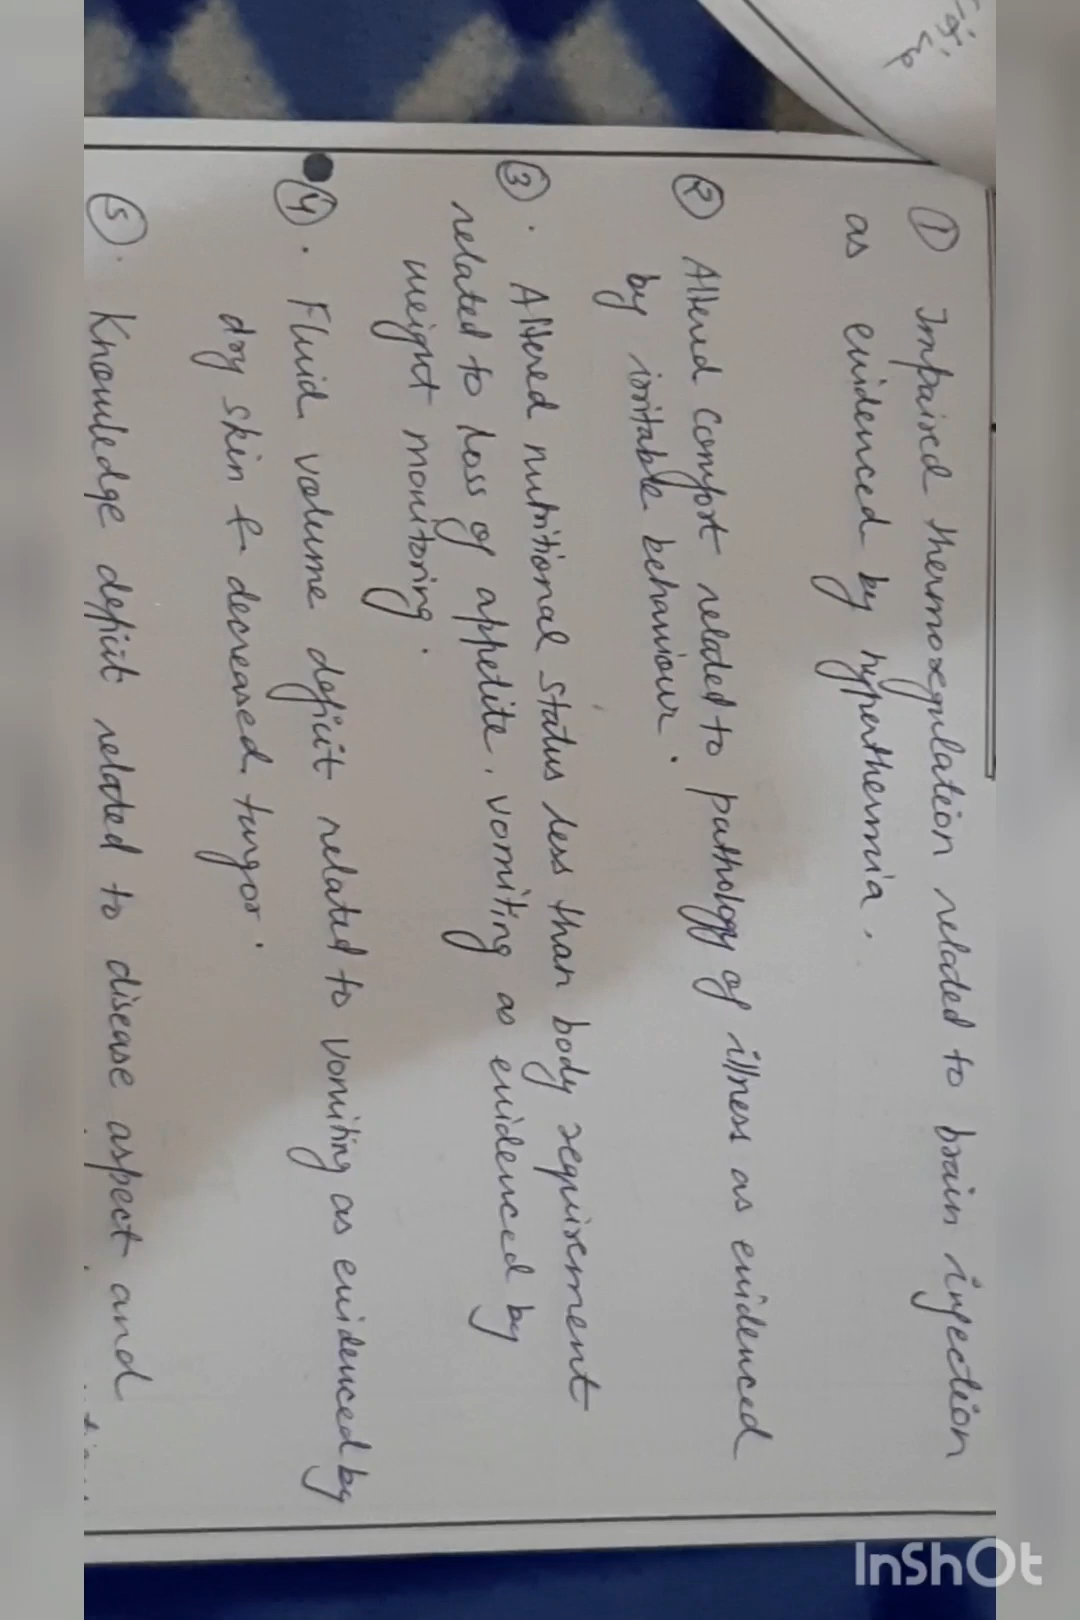 ① Impaired thermoregulation related to brain infection
as evidenced by hyperthermia.
② Altered comfort related to pathology of illness as evidenced
by irritable behaviour.
③. Altered nutritional status less than body requirement
related to loss of appetite, vomiting as evidenced by
weight monitoring.
④. Fluid volume deficit related to vomiting as evidenced by
dry skin & decreased turgor.
⑤. Knowledge deficit related to disease aspect and
InShOt